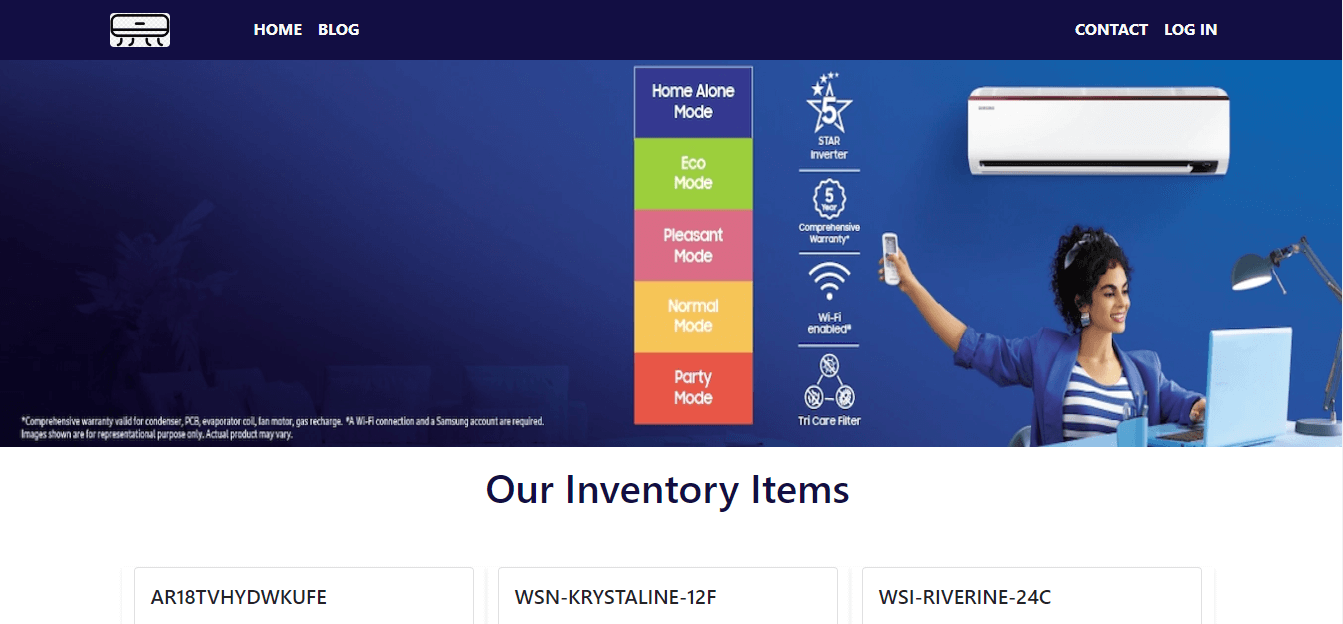 HOME BLOG CONTACT LOG IN
Home Alone
Mode
Eco
Mode
Pleasant
Mode
Normal
Mode
Party
Mode
5
STAR
Inverter
5
Year
Comprehensive
Warranty*
Wi-Fi
enabled*
Tri Care Filter
SAMSUNG
*Comprehensive warranty valid for condenser, PCB, evaporator coil, fan motor, gas recharge. *A Wi-Fi connection and a Samsung account are required.
Images shown are for representational purpose only. Actual product may vary.
Our Inventory Items
AR18TVHYDWKUFE
WSN-KRYSTALINE-12F
WSI-RIVERINE-24C